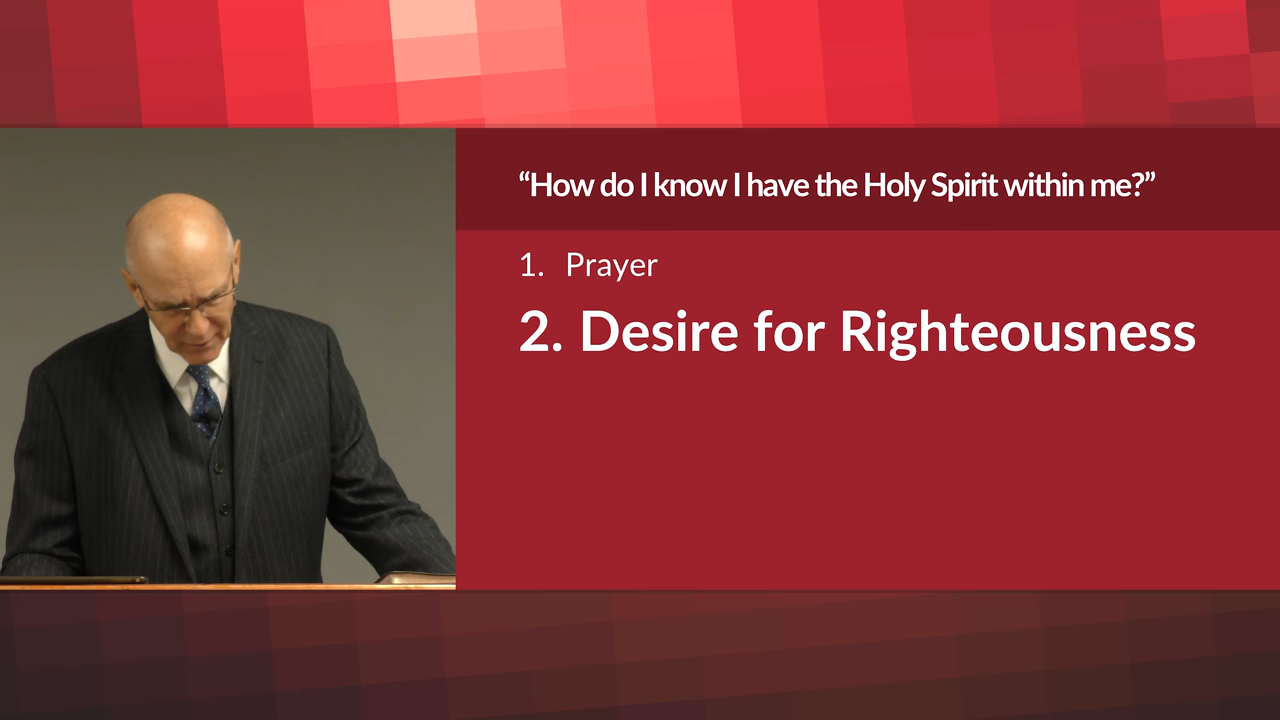 “How do I know I have the Holy Spirit within me?”
1. Prayer
2. Desire for Righteousness